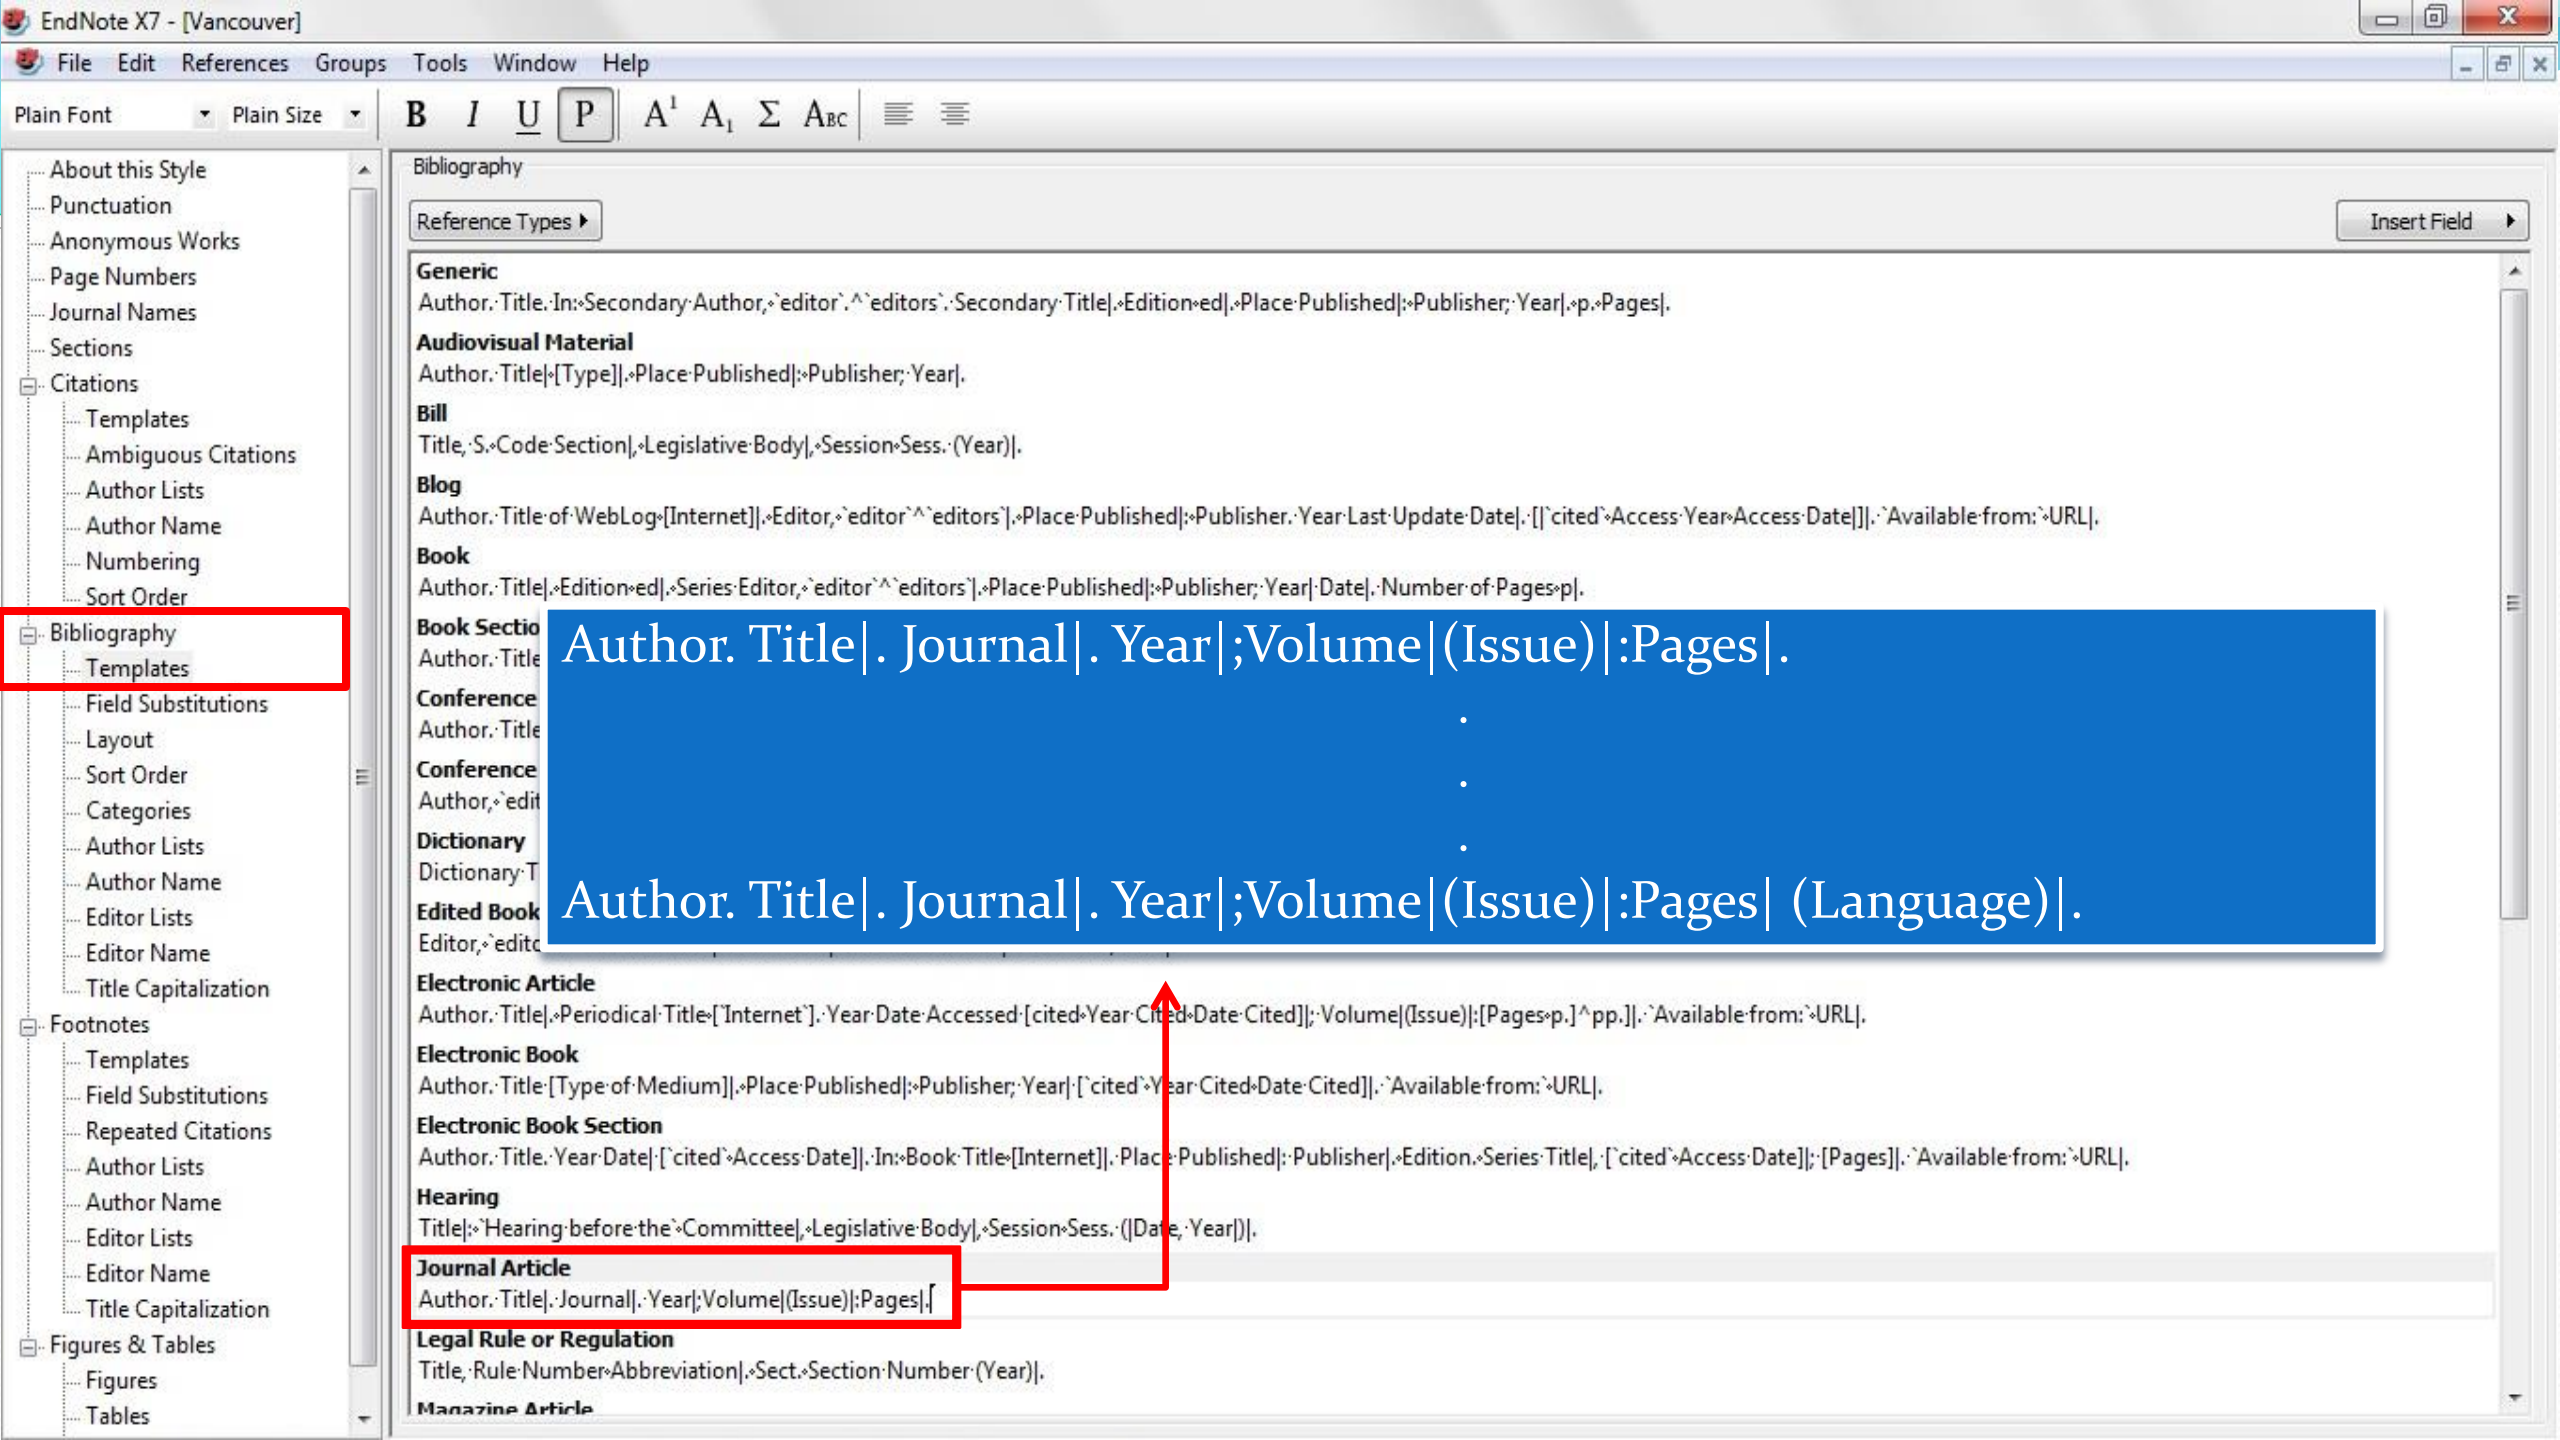 EndNote X7 - [Vancouver]
File Edit References Groups Tools Window Help
Plain Font Plain Size B I U P A¹ A₁ Σ ABC
About this Style
Punctuation
Anonymous Works
Page Numbers
Journal Names
Sections
Citations
Templates
Ambiguous Citations
Author Lists
Author Name
Numbering
Sort Order
Bibliography
Templates
Field Substitutions
Layout
Sort Order
Categories
Author Lists
Author Name
Editor Lists
Editor Name
Title Capitalization
Footnotes
Templates
Field Substitutions
Repeated Citations
Author Lists
Author Name
Editor Lists
Editor Name
Title Capitalization
Figures & Tables
Figures
Tables
Bibliography
Reference Types Insert Field
Generic
Author.·Title.·In:◦Secondary·Author,◦`editor`.^`editors`.·Secondary·Title|.◦Edition◦ed|.◦Place·Published|:◦Publisher;·Year|.◦p.◦Pages|.
Audiovisual Material
Author.·Title|◦[Type]|.◦Place·Published|:◦Publisher;·Year|.
Bill
Title,·S.◦Code·Section|,◦Legislative·Body|,◦Session◦Sess.·(Year)|.
Blog
Author.·Title·of·WebLog◦[Internet]|.◦Editor,◦`editor`^`editors`|.◦Place·Published|:◦Publisher.·Year·Last·Update·Date|.·[|`cited`◦Access·Year◦Access·Date|]|.·`Available·from:`◦URL|.
Book
Author.·Title|.◦Edition◦ed|.◦Series·Editor,◦`editor`^`editors`|.◦Place·Published|:◦Publisher;·Year|·Date|.·Number·of·Pages◦p|.
Book Sectio
Author.·Title
Conference
Author.·Title
Conference
Author,◦`edit
Dictionary
Dictionary·T
Edited Book
Editor,◦`edito
Author. Title|. Journal|. Year|;Volume|(Issue)|:Pages|.
.
.
.
Author. Title|. Journal|. Year|;Volume|(Issue)|:Pages| (Language)|.
Electronic Article
Author.·Title|.◦Periodical·Title◦[`Internet`].·Year·Date·Accessed·[cited◦Year·Cited◦Date·Cited]|;·Volume|(Issue)|:[Pages◦p.]^pp.]|.·`Available·from:`◦URL|.
Electronic Book
Author.·Title·[Type·of·Medium]|.◦Place·Published|:◦Publisher;·Year|·[`cited`◦Year·Cited◦Date·Cited]|.·`Available·from:`◦URL|.
Electronic Book Section
Author.·Title.·Year·Date|·[`cited`◦Access·Date]|.·In:◦Book·Title◦[Internet]|.·Place·Published|:·Publisher|.◦Edition.◦Series·Title|,·[`cited`◦Access·Date]|;·[Pages]|.·`Available·from:`◦URL|.
Hearing
Title|:◦`Hearing·before·the`◦Committee|,◦Legislative·Body|,◦Session◦Sess.·(|Date,·Year|)|.
Journal Article
Author.·Title|.·Journal|.·Year|;Volume|(Issue)|:Pages|.
Legal Rule or Regulation
Title,·Rule·Number◦Abbreviation|.◦Sect.◦Section·Number·(Year)|.
Magazine Article